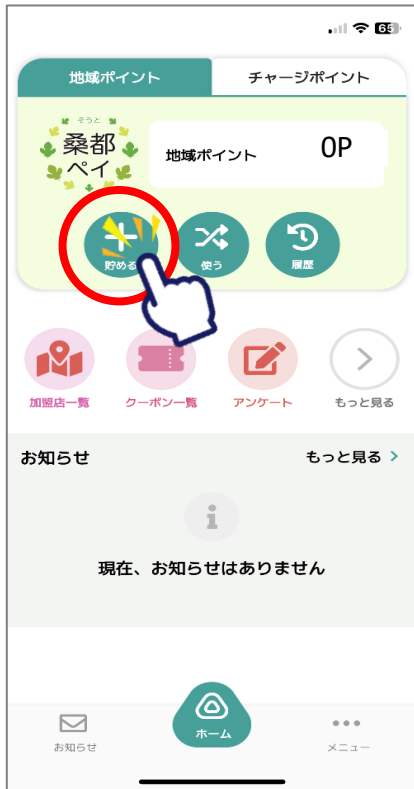 65
地域ポイント
チャージポイント
そうと
桑都
ペイ
地域ポイント
0P
貯める
使う
履歴
加盟店一覧
クーポン一覧
アンケート
もっと見る
お知らせ
もっと見る
現在、お知らせはありません
お知らせ
ホーム
メニュー